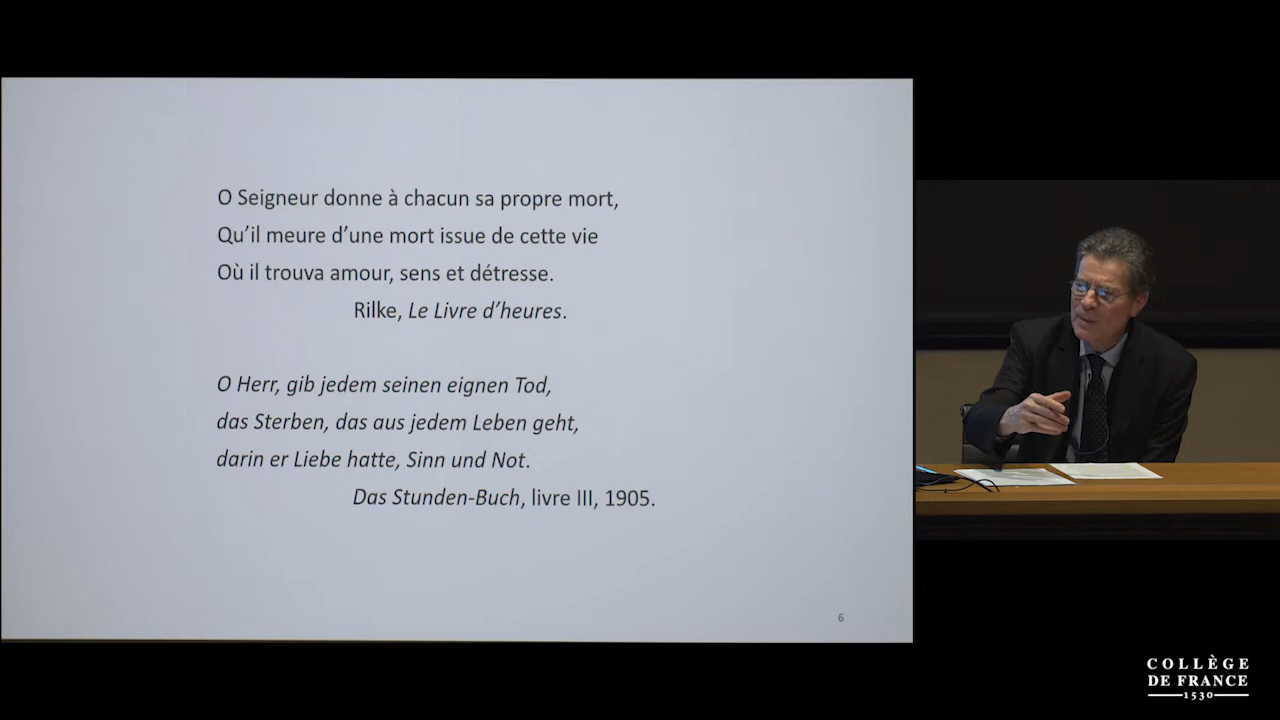 O Seigneur donne à chacun sa propre mort,
Qu’il meure d’une mort issue de cette vie
Où il trouva amour, sens et détresse.
Rilke, Le Livre d’heures.
O Herr, gib jedem seinen eignen Tod,
das Sterben, das aus jedem Leben geht,
darin er Liebe hatte, Sinn und Not.
Das Stunden-Buch, livre III, 1905.
6
COLLÈGE
DE FRANCE
1530